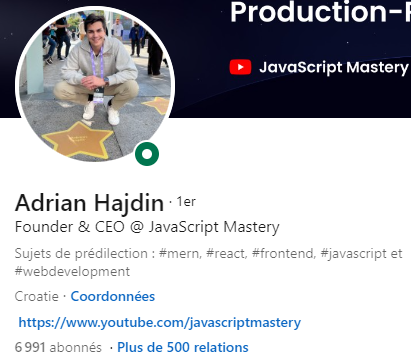 Production-F
JavaScript Mastery
Adrian Hajdin · 1er
Founder & CEO @ JavaScript Mastery
Sujets de prédilection : #mern, #react, #frontend, #javascript et
#webdevelopment
Croatie · Coordonnées
https://www.youtube.com/javascriptmastery
6 991 abonnés · Plus de 500 relations